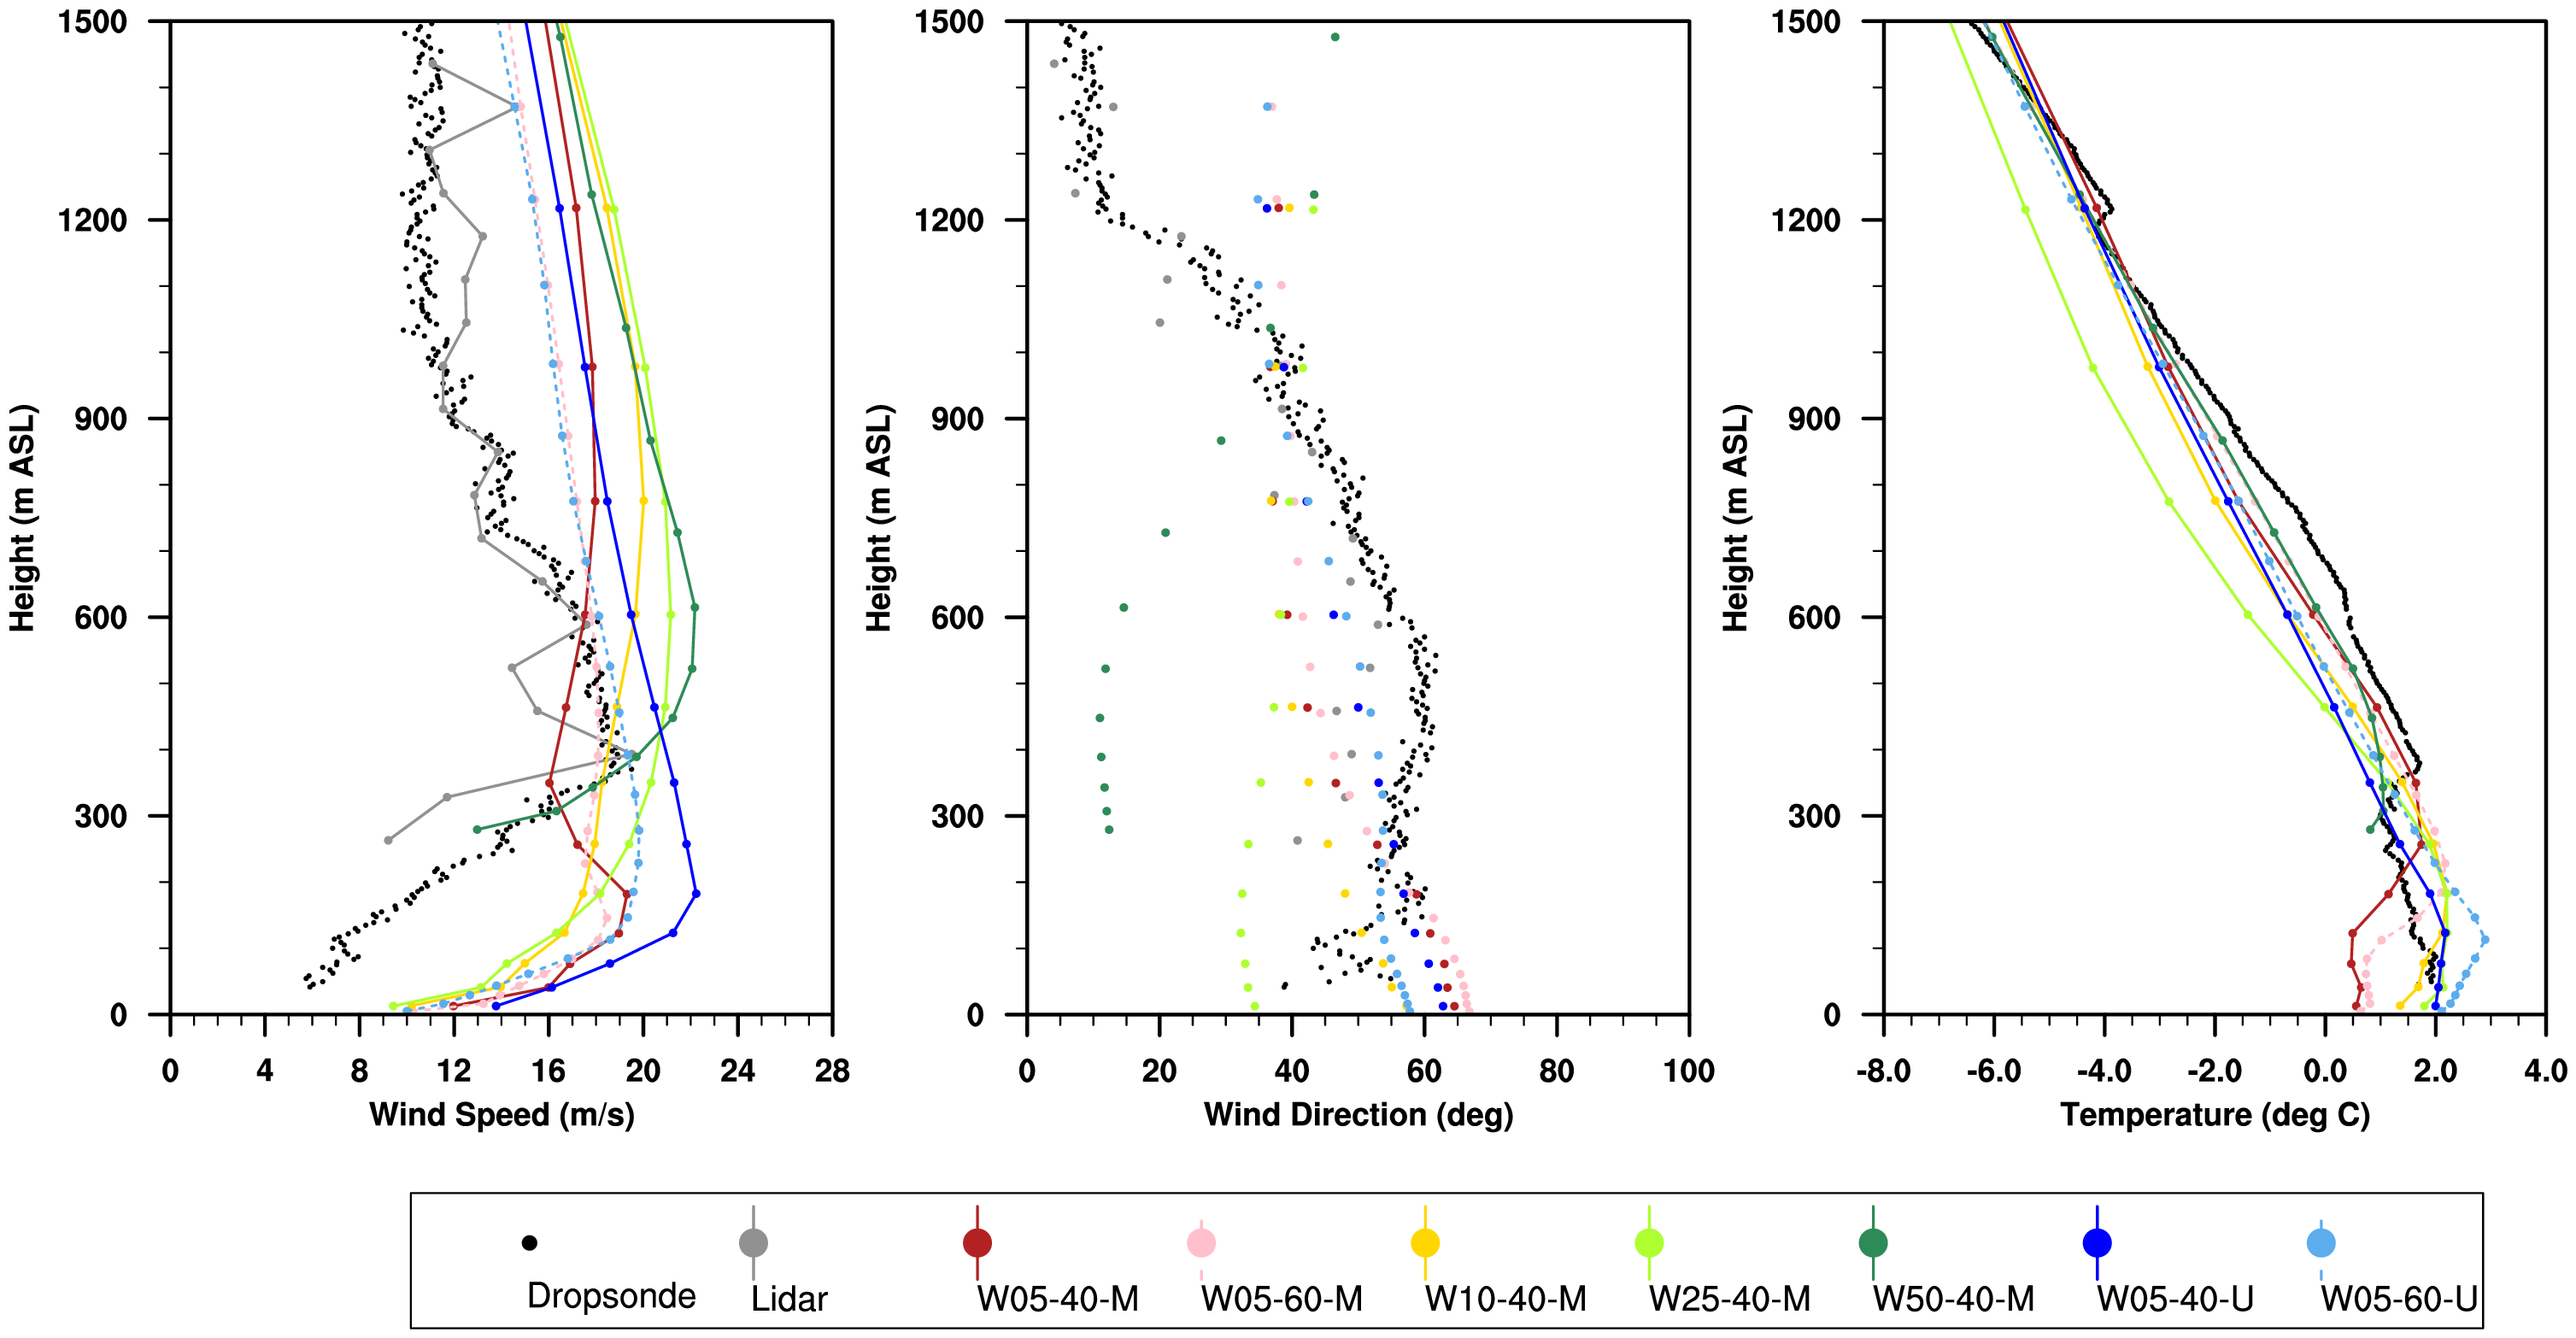 1500
1200
900
600
300
0
Height (m ASL)
0 4 8 12 16 20 24 28
Wind Speed (m/s)
1500
1200
900
600
300
0
Height (m ASL)
0 20 40 60 80 100
Wind Direction (deg)
1500
1200
900
600
300
0
Height (m ASL)
-8.0 -6.0 -4.0 -2.0 0.0 2.0 4.0
Temperature (deg C)
Dropsonde Lidar W05-40-M W05-60-M W10-40-M W25-40-M W50-40-M W05-40-U W05-60-U